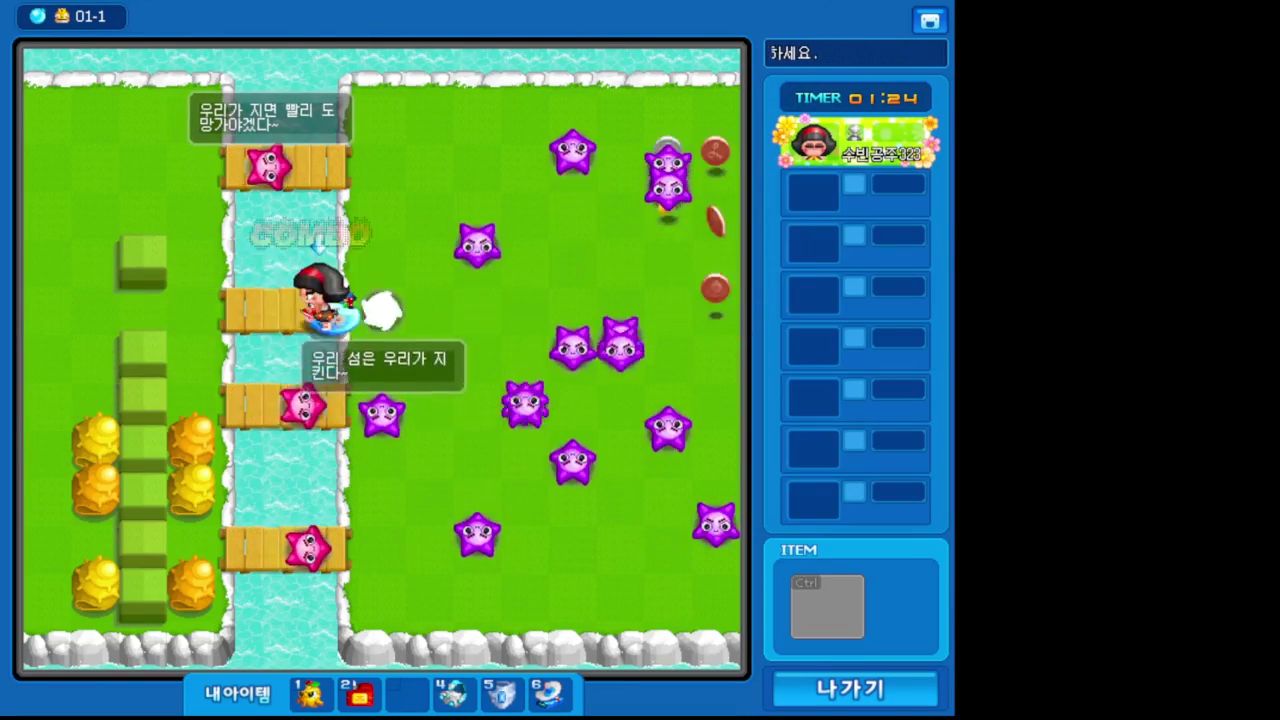 01-1
하세요.
TIMER 01:24
수빈공주023
우리가 지면 빨리 도
망가야겠다~
COMBO
우리 섬은 우리가 지
킨다~
ITEM
Ctrl
내아이템
1
2
4
5
6
나가기